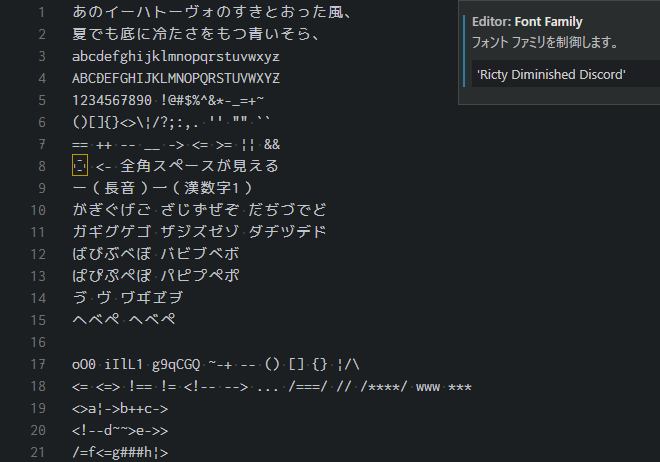 1 あのイーハトーヴォのすきとおった風、
2 夏でも底に冷たさをもつ青いそら、
3 abcdefghijklmnopqrstuvwxyz
4 ABCDEFGHIJKLMNOPQRSTUVWXYZ
5 1234567890 !@#$%^&*-_=+~
6 ()[]{}<>\¦/?;:,. '' "" ``
7 == ++ -- __ -> <= >= ¦¦ &&
8 　 <- 全角スペースが見える
9 ー（長音）一（漢数字1）
10 がぎぐげご ざじずぜぞ だぢづでど
11 ガギグゲゴ ザジズゼゾ ダヂヅデド
12 ばびぶべぼ バビブベボ
13 ぱぴぷぺぽ パピプペポ
14 ゔ ヴ ヷヸヹヺ
15 へべぺ ヘベペ
16
17 oO0 iIlL1 g9qCGQ ~-+ -- () [] {} ¦/\
18 <= <=> !== != <!-- --> ... /===/ // /****/ www ***
19 <>a¦->b++c->
20 <!--d~~>e->>
21 /=f<=g###h¦>
Editor: Font Family
フォント ファミリを制御します。
'Ricty Diminished Discord'